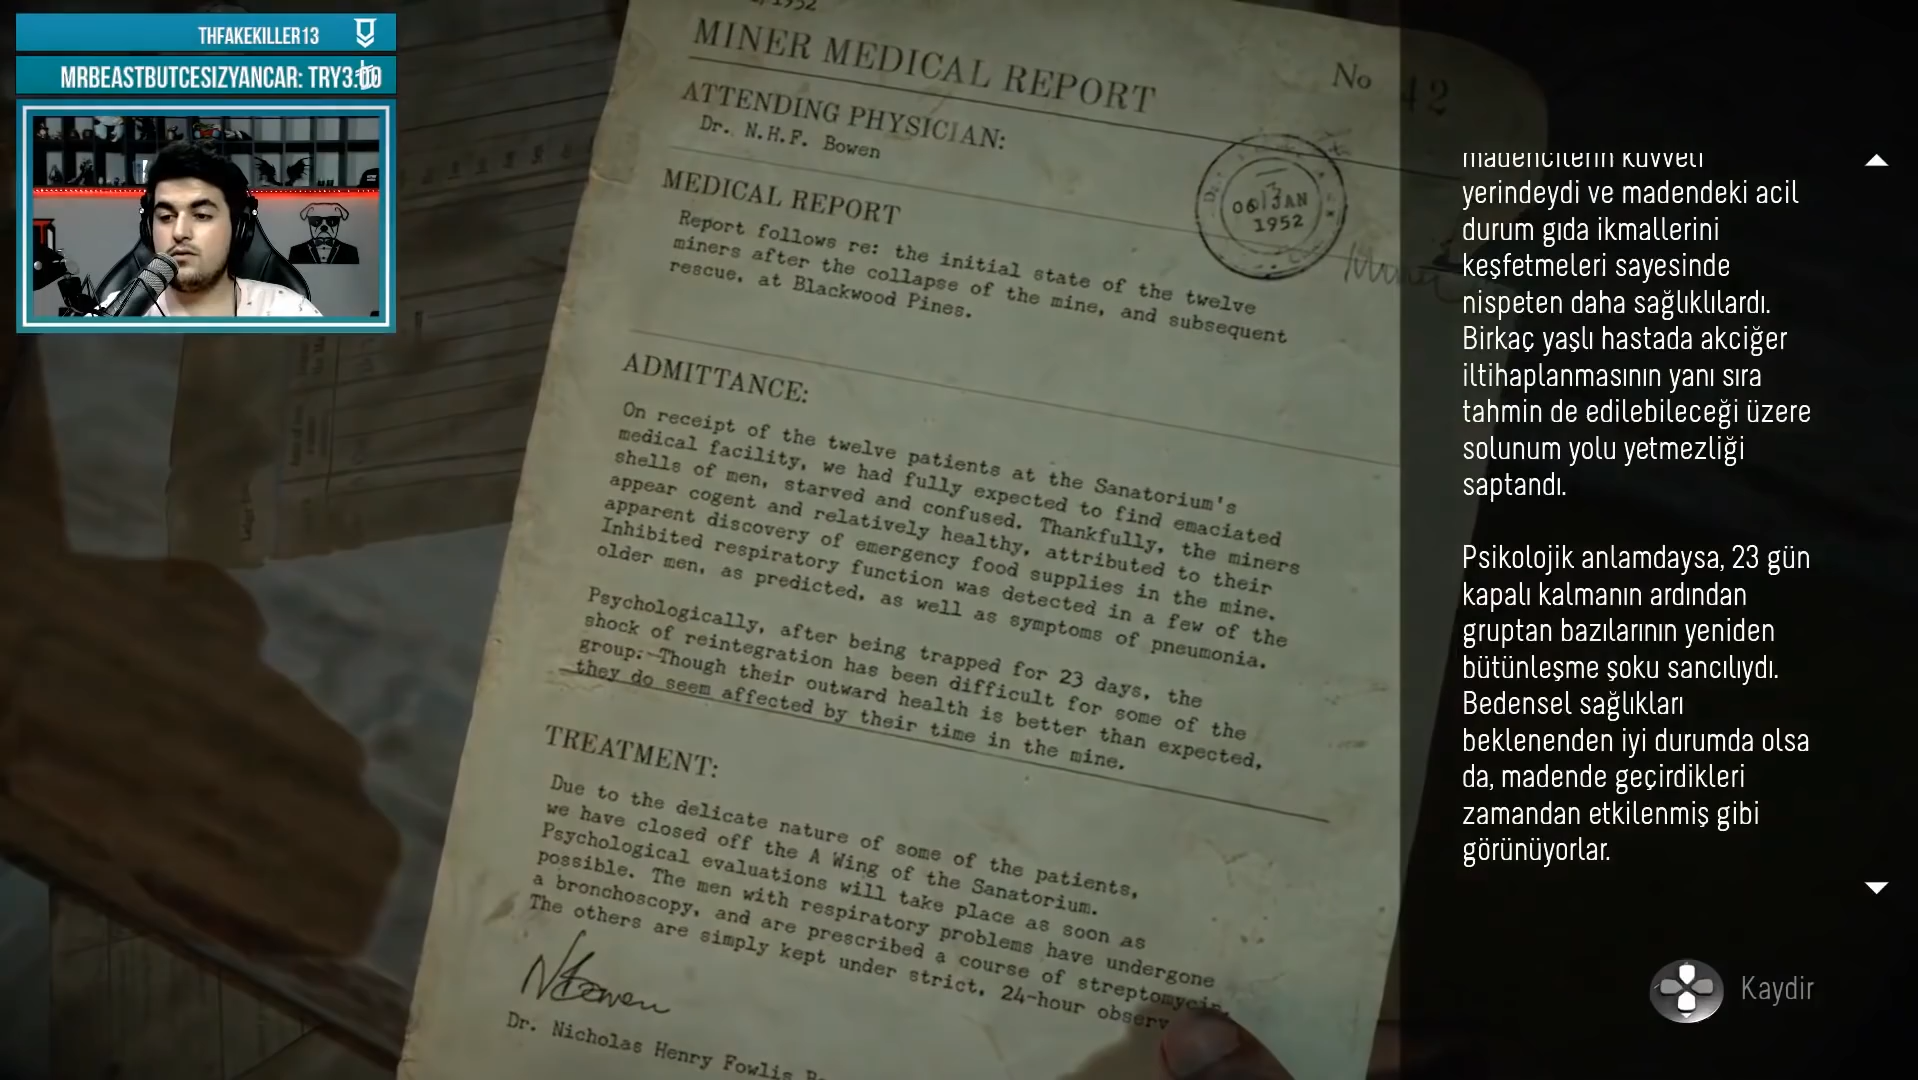 THFAKEKILLER13
MRBEASTBUTCESIZYANCAR: TRY3.00
MINER MEDICAL REPORT
No 42
ATTENDING PHYSICIAN:
Dr. N.H.F. Bowen
06 JAN
1952
MEDICAL REPORT
Report follows re: the initial state of the twelve
miners after the collapse of the mine, and subsequent
rescue, at Blackwood Pines.
ADMITTANCE:
On receipt of the twelve patients at the Sanatorium's
medical facility, we had fully expected to find emaciated
shells of men, starved and confused. Thankfully, the miners
appear cogent and relatively healthy, attributed to their
apparent discovery of emergency food supplies in the mine.
Inhibited respiratory function was detected in a few of the
older men, as predicted, as well as symptoms of pneumonia.
Psychologically, after being trapped for 23 days, the
shock of reintegration has been difficult for some of the
group. Though their outward health is better than expected,
they do seem affected by their time in the mine.
TREATMENT:
Due to the delicate nature of some of the patients,
we have closed off the A Wing of the Sanatorium.
Psychological evaluations will take place as soon as
possible. The men with respiratory problems have undergone
a bronchoscopy, and are prescribed a course of streptomycin.
The others are simply kept under strict, 24-hour observ
NBowen
Dr. Nicholas Henry Fowlis
madencilerin kuvveti
yerindeydi ve madendeki acil
durum gıda ikmallerini
keşfetmeleri sayesinde
nispeten daha sağlıklılardı.
Birkaç yaşlı hastada akciğer
iltihaplanmasının yanı sıra
tahmin de edilebileceği üzere
solunum yolu yetmezliği
saptandı.
Psikolojik anlamdaysa, 23 gün
kapalı kalmanın ardından
gruptan bazılarının yeniden
bütünleşme şoku sancılıydı.
Bedensel sağlıkları
beklenenden iyi durumda olsa
da, madende geçirdikleri
zamandan etkilenmiş gibi
görünüyorlar.
Kaydir